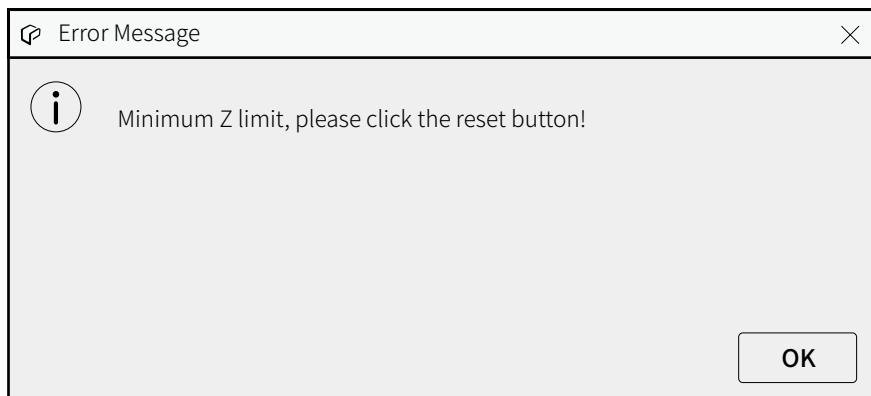 Error Message
Minimum Z limit, please click the reset button!
OK